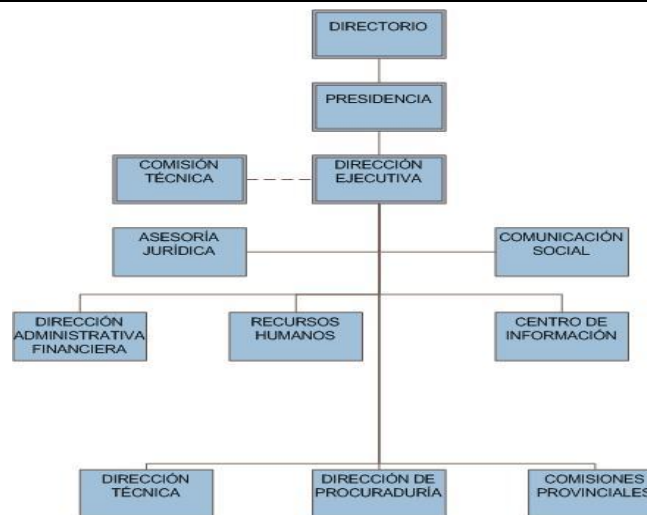 DIRECTORIO
PRESIDENCIA
COMISIÓN
TÉCNICA
DIRECCIÓN
EJECUTIVA
ASESORÍA
JURÍDICA
COMUNICACIÓN
SOCIAL
DIRECCIÓN
ADMINISTRATIVA
FINANCIERA
RECURSOS
HUMANOS
CENTRO DE
INFORMACIÓN
DIRECCIÓN
TÉCNICA
DIRECCIÓN DE
PROCURADURÍA
COMISIONES
PROVINCIALES